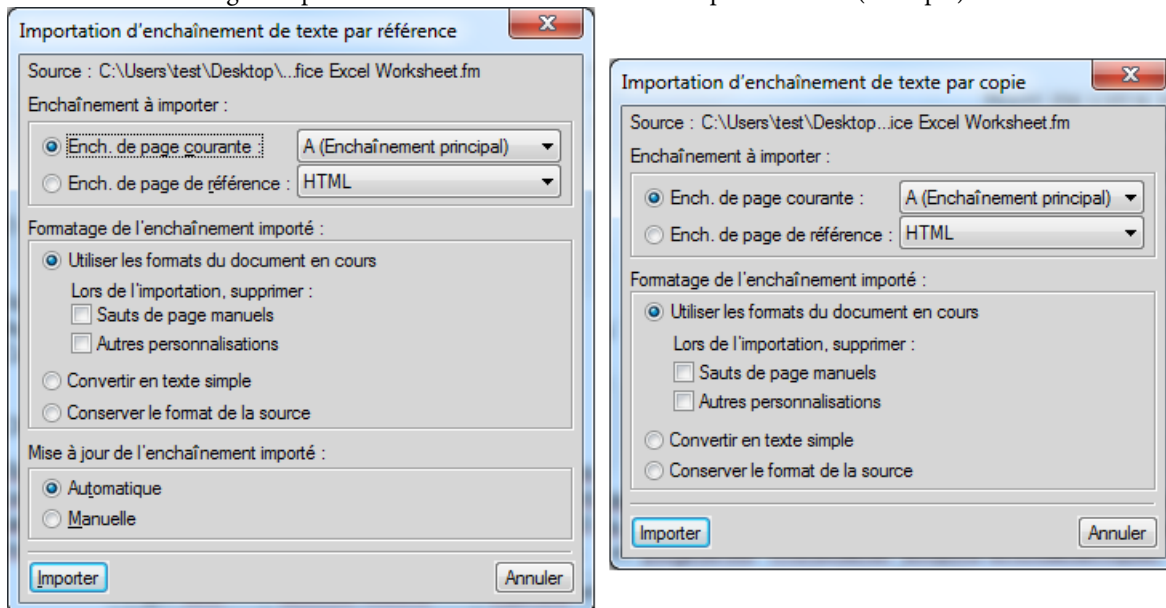 Importation d'enchaînement de texte par référence
Source : C:\Users\test\Desktop\...fice Excel Worksheet.fm
Enchaînement à importer :
Ench. de page courante :
A (Enchaînement principal)
Ench. de page de référence :
HTML
Formatage de l'enchaînement importé :
Utiliser les formats du document en cours
Lors de l'importation, supprimer :
Sauts de page manuels
Autres personnalisations
Convertir en texte simple
Conserver le format de la source
Mise à jour de l'enchaînement importé :
Automatique
Manuelle
Importer
Annuler
Importation d'enchaînement de texte par copie
Source : C:\Users\test\Desktop...ice Excel Worksheet.fm
Enchaînement à importer :
Ench. de page courante :
A (Enchaînement principal)
Ench. de page de référence :
HTML
Formatage de l'enchaînement importé :
Utiliser les formats du document en cours
Lors de l'importation, supprimer :
Sauts de page manuels
Autres personnalisations
Convertir en texte simple
Conserver le format de la source
Importer
Annuler